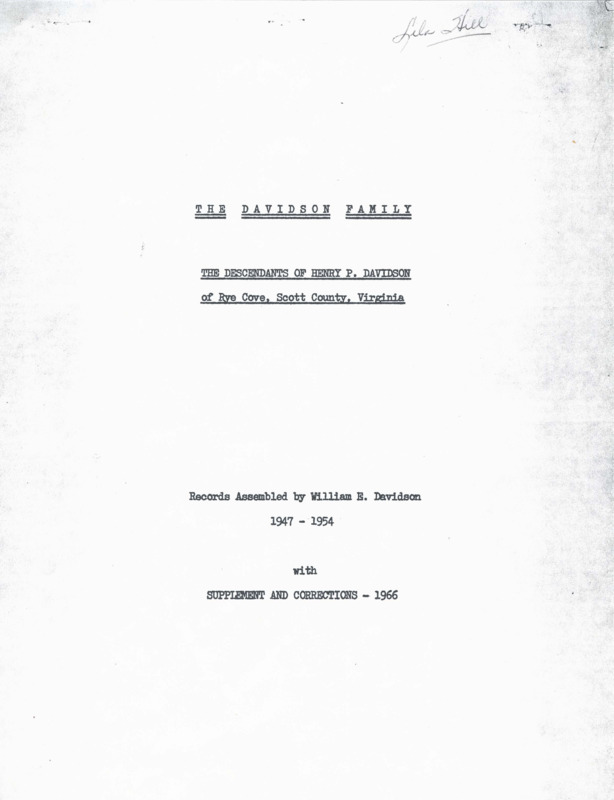 Lela Hill
THE DAVIDSON FAMILY
THE DESCENDANTS OF HENRY P. DAVIDSON
of Rye Cove, Scott County, Virginia
Records Assembled by William E. Davidson
1947 - 1954
with
SUPPLEMENT AND CORRECTIONS - 1966